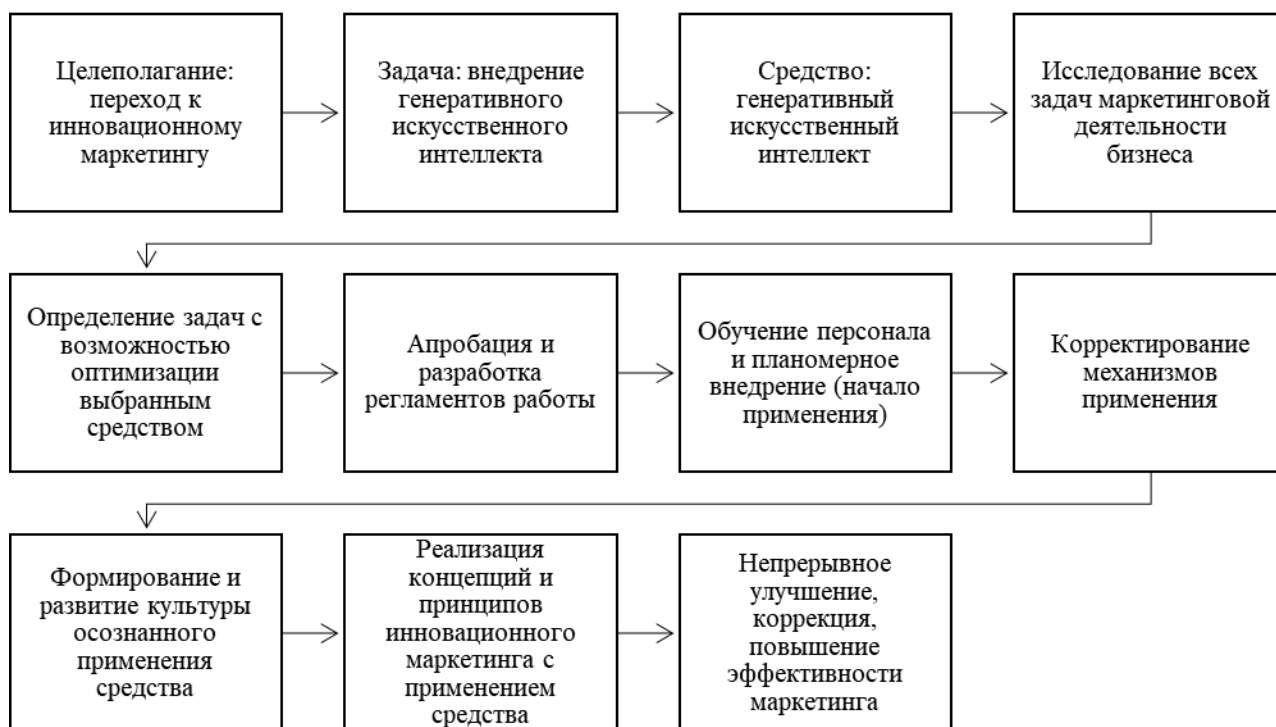 Целеполагание:
переход к
инновационному
маркетингу
Задача: внедрение
генеративного
искусственного
интеллекта
Средство:
генеративный
искусственный
интеллект
Исследование всех
задач маркетинговой
деятельности
бизнеса
Определение задач с
возможностью
оптимизации
выбранным
средством
Апробация и
разработка
регламентов работы
Обучение персонала
и планомерное
внедрение (начало
применения)
Корректирование
механизмов
применения
Формирование и
развитие культуры
осознанного
применения
средства
Реализация
концепций и
принципов
инновационного
маркетинга с
применением
средства
Непрерывное
улучшение,
коррекция,
повышение
эффективности
маркетинга